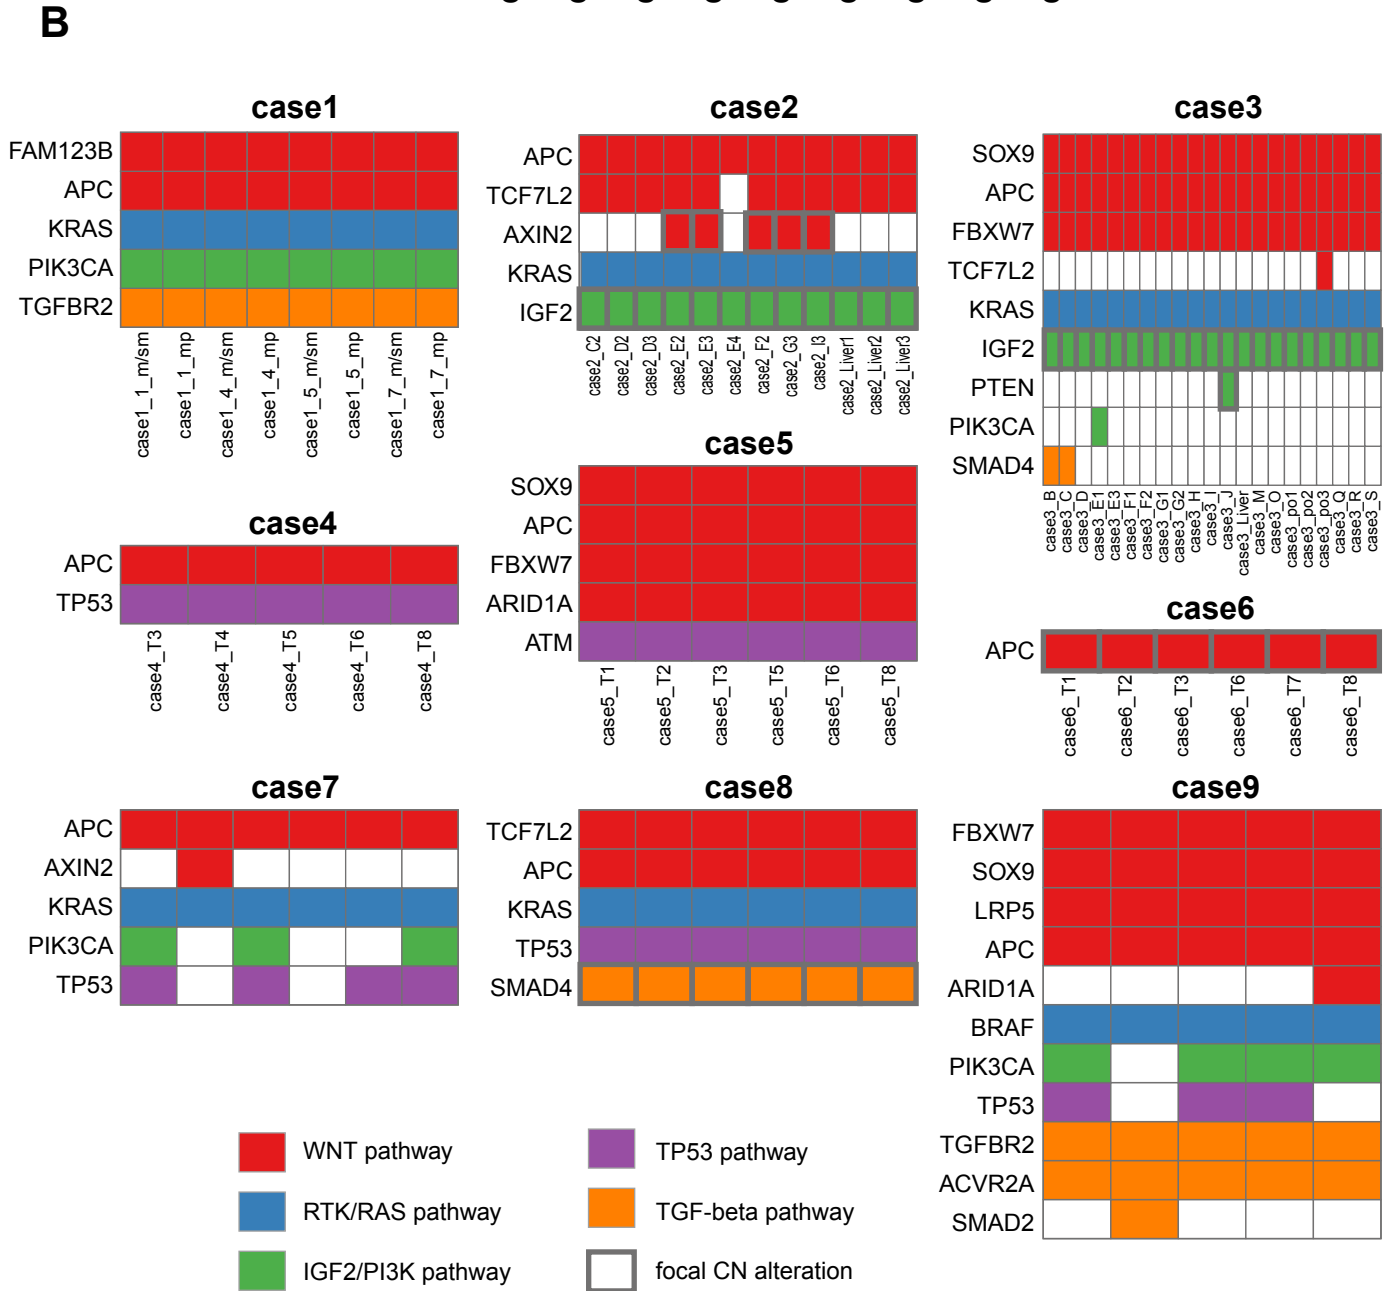 B
case1
FAM123B
APC
KRAS
PIK3CA
TGFBR2
case1_1_m/sm
case1_1_mp
case1_4_m/sm
case1_4_mp
case1_5_m/sm
case1_5_mp
case1_7_m/sm
case1_7_mp
case2
APC
TCF7L2
AXIN2
KRAS
IGF2
case2_C2
case2_D2
case2_D3
case2_E2
case2_E3
case2_E4
case2_F2
case2_G3
case2_I3
case2_Liver1
case2_Liver2
case2_Liver3
case3
SOX9
APC
FBXW7
TCF7L2
KRAS
IGF2
PTEN
PIK3CA
SMAD4
case3_B
case3_C
case3_D
case3_E1
case3_E3
case3_F1
case3_F2
case3_G1
case3_G2
case3_H
case3_I
case3_J
case3_Liver
case3_M
case3_O
case3_po1
case3_po2
case3_po3
case3_Q
case3_R
case3_S
case4
APC
TP53
case4_T3
case4_T4
case4_T5
case4_T6
case4_T8
case5
SOX9
APC
FBXW7
ARID1A
ATM
case5_T1
case5_T2
case5_T3
case5_T5
case5_T6
case5_T8
case6
APC
case6_T1
case6_T2
case6_T3
case6_T6
case6_T7
case6_T8
case7
APC
AXIN2
KRAS
PIK3CA
TP53
case8
TCF7L2
APC
KRAS
TP53
SMAD4
case9
FBXW7
SOX9
LRP5
APC
ARID1A
BRAF
PIK3CA
TP53
TGFBR2
ACVR2A
SMAD2
WNT pathway
RTK/RAS pathway
IGF2/PI3K pathway
TP53 pathway
TGF-beta pathway
focal CN alteration